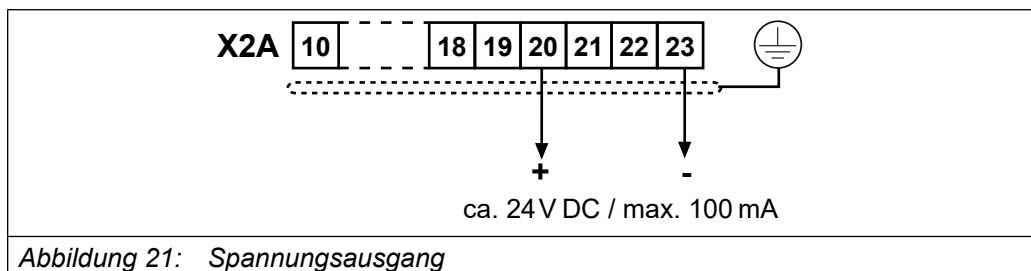 X2A 10 18 19 20 21 22 23
+ -
ca. 24 V DC / max. 100 mA
Abbildung 21: Spannungsausgang